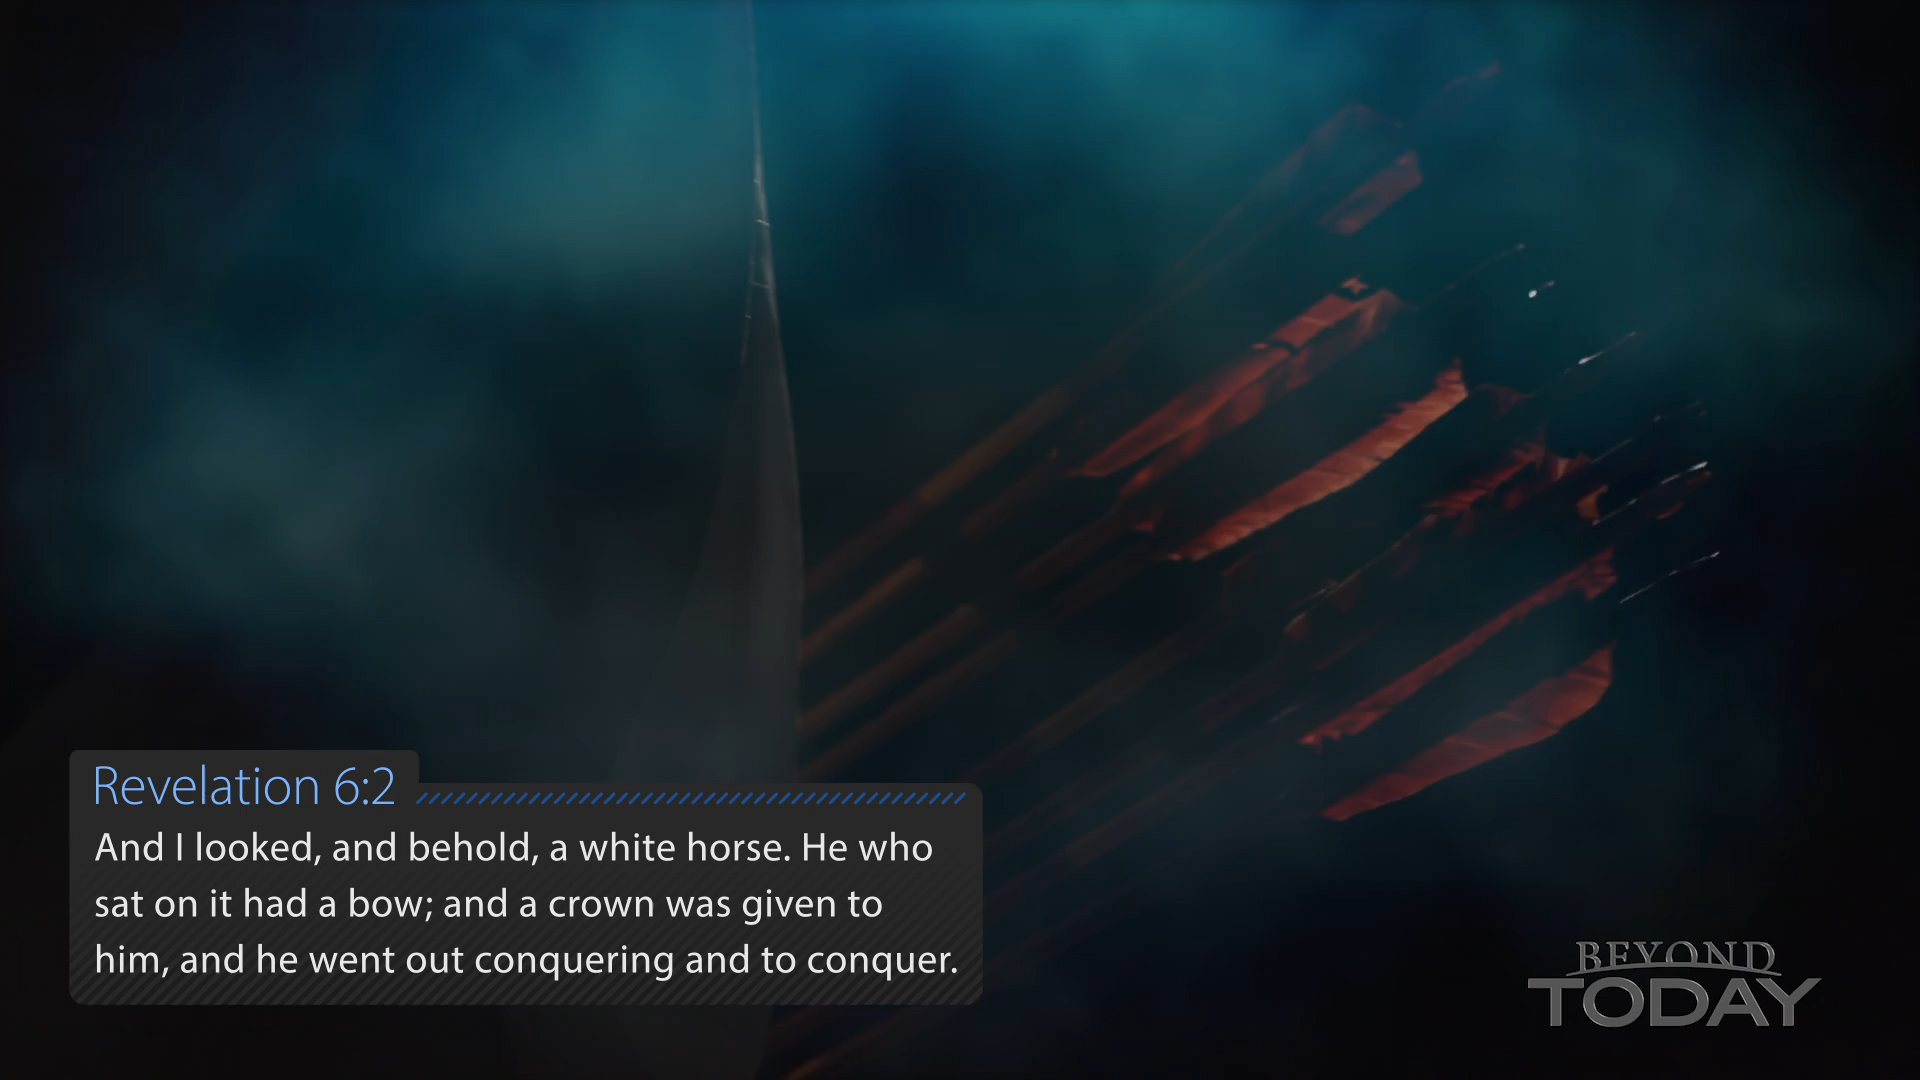 Revelation 6:2
And I looked, and behold, a white horse. He who
sat on it had a bow; and a crown was given to
him, and he went out conquering and to conquer.
BEYOND
TODAY